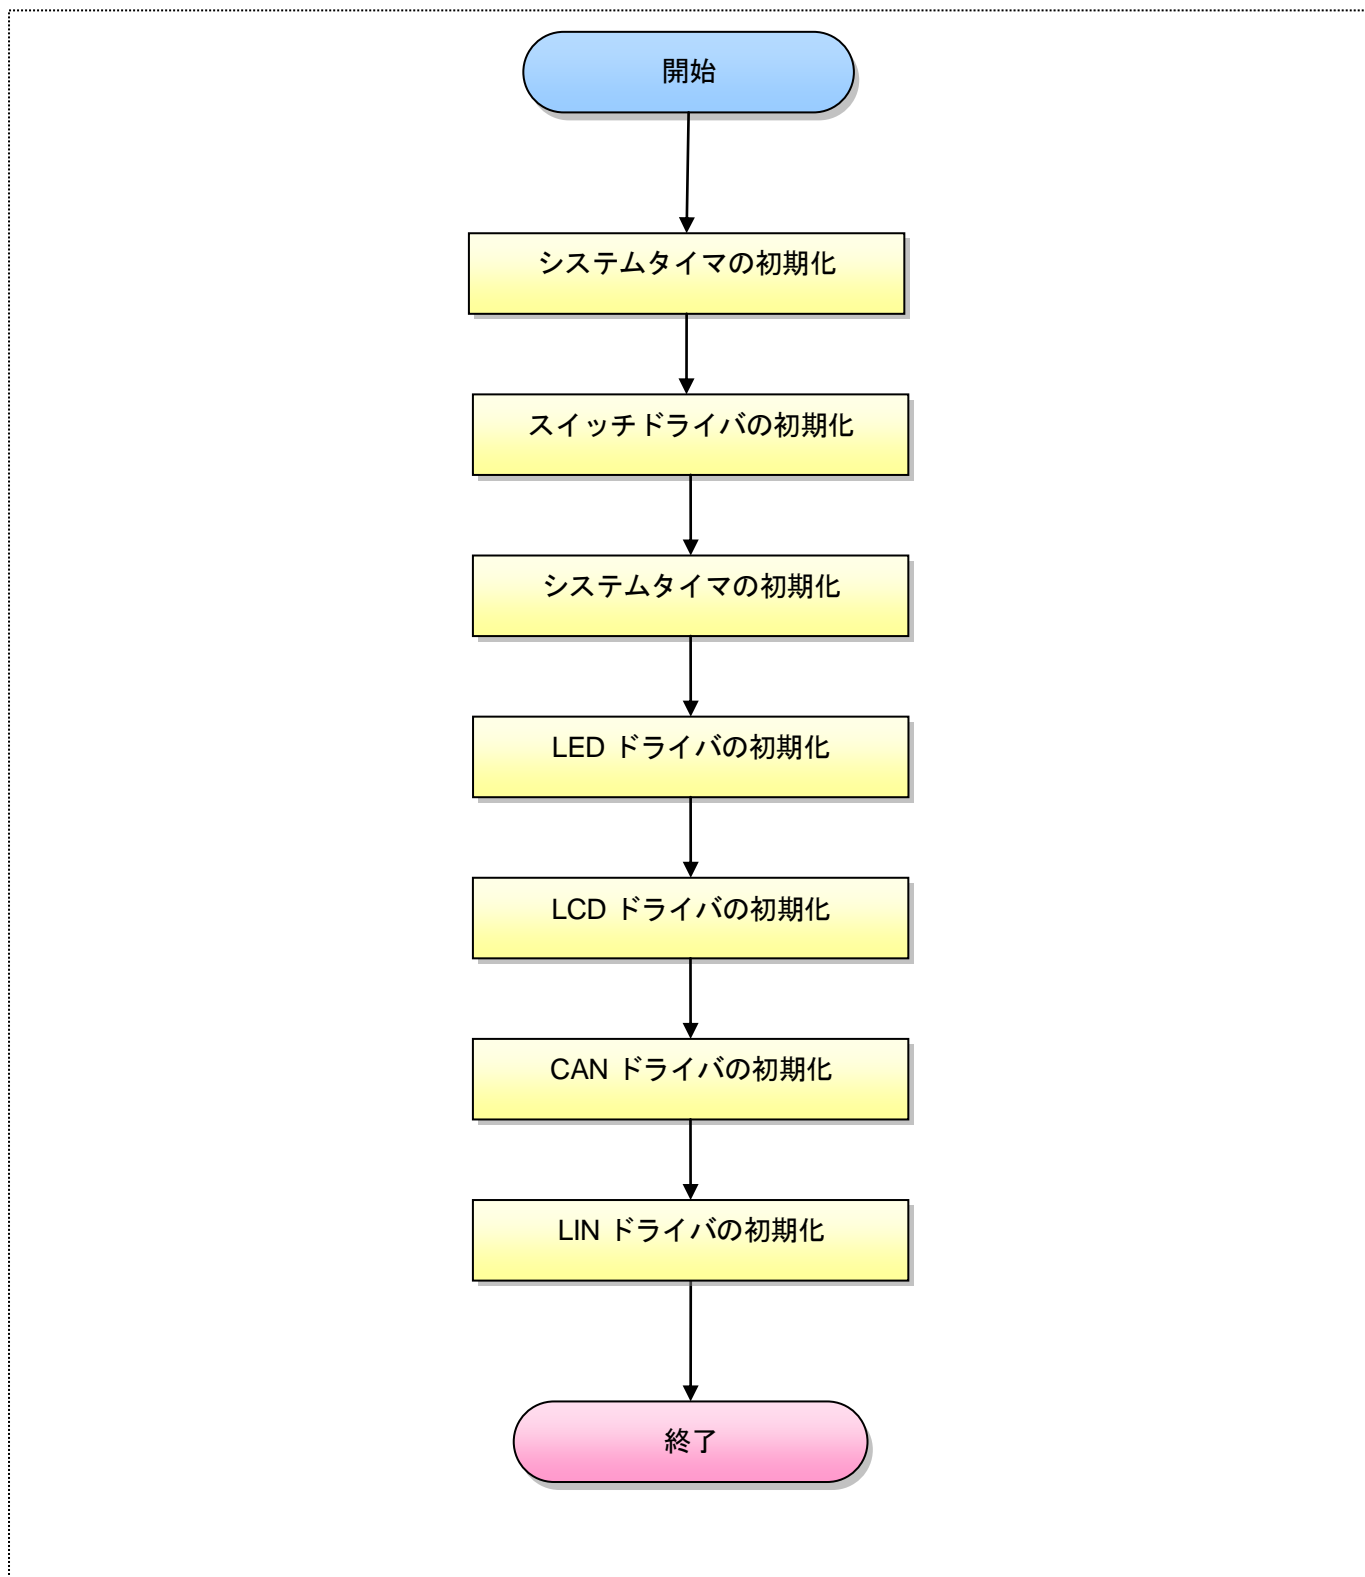 開始
システムタイマの初期化
スイッチドライバの初期化
システムタイマの初期化
LED ドライバの初期化
LCD ドライバの初期化
CAN ドライバの初期化
LIN ドライバの初期化
終了